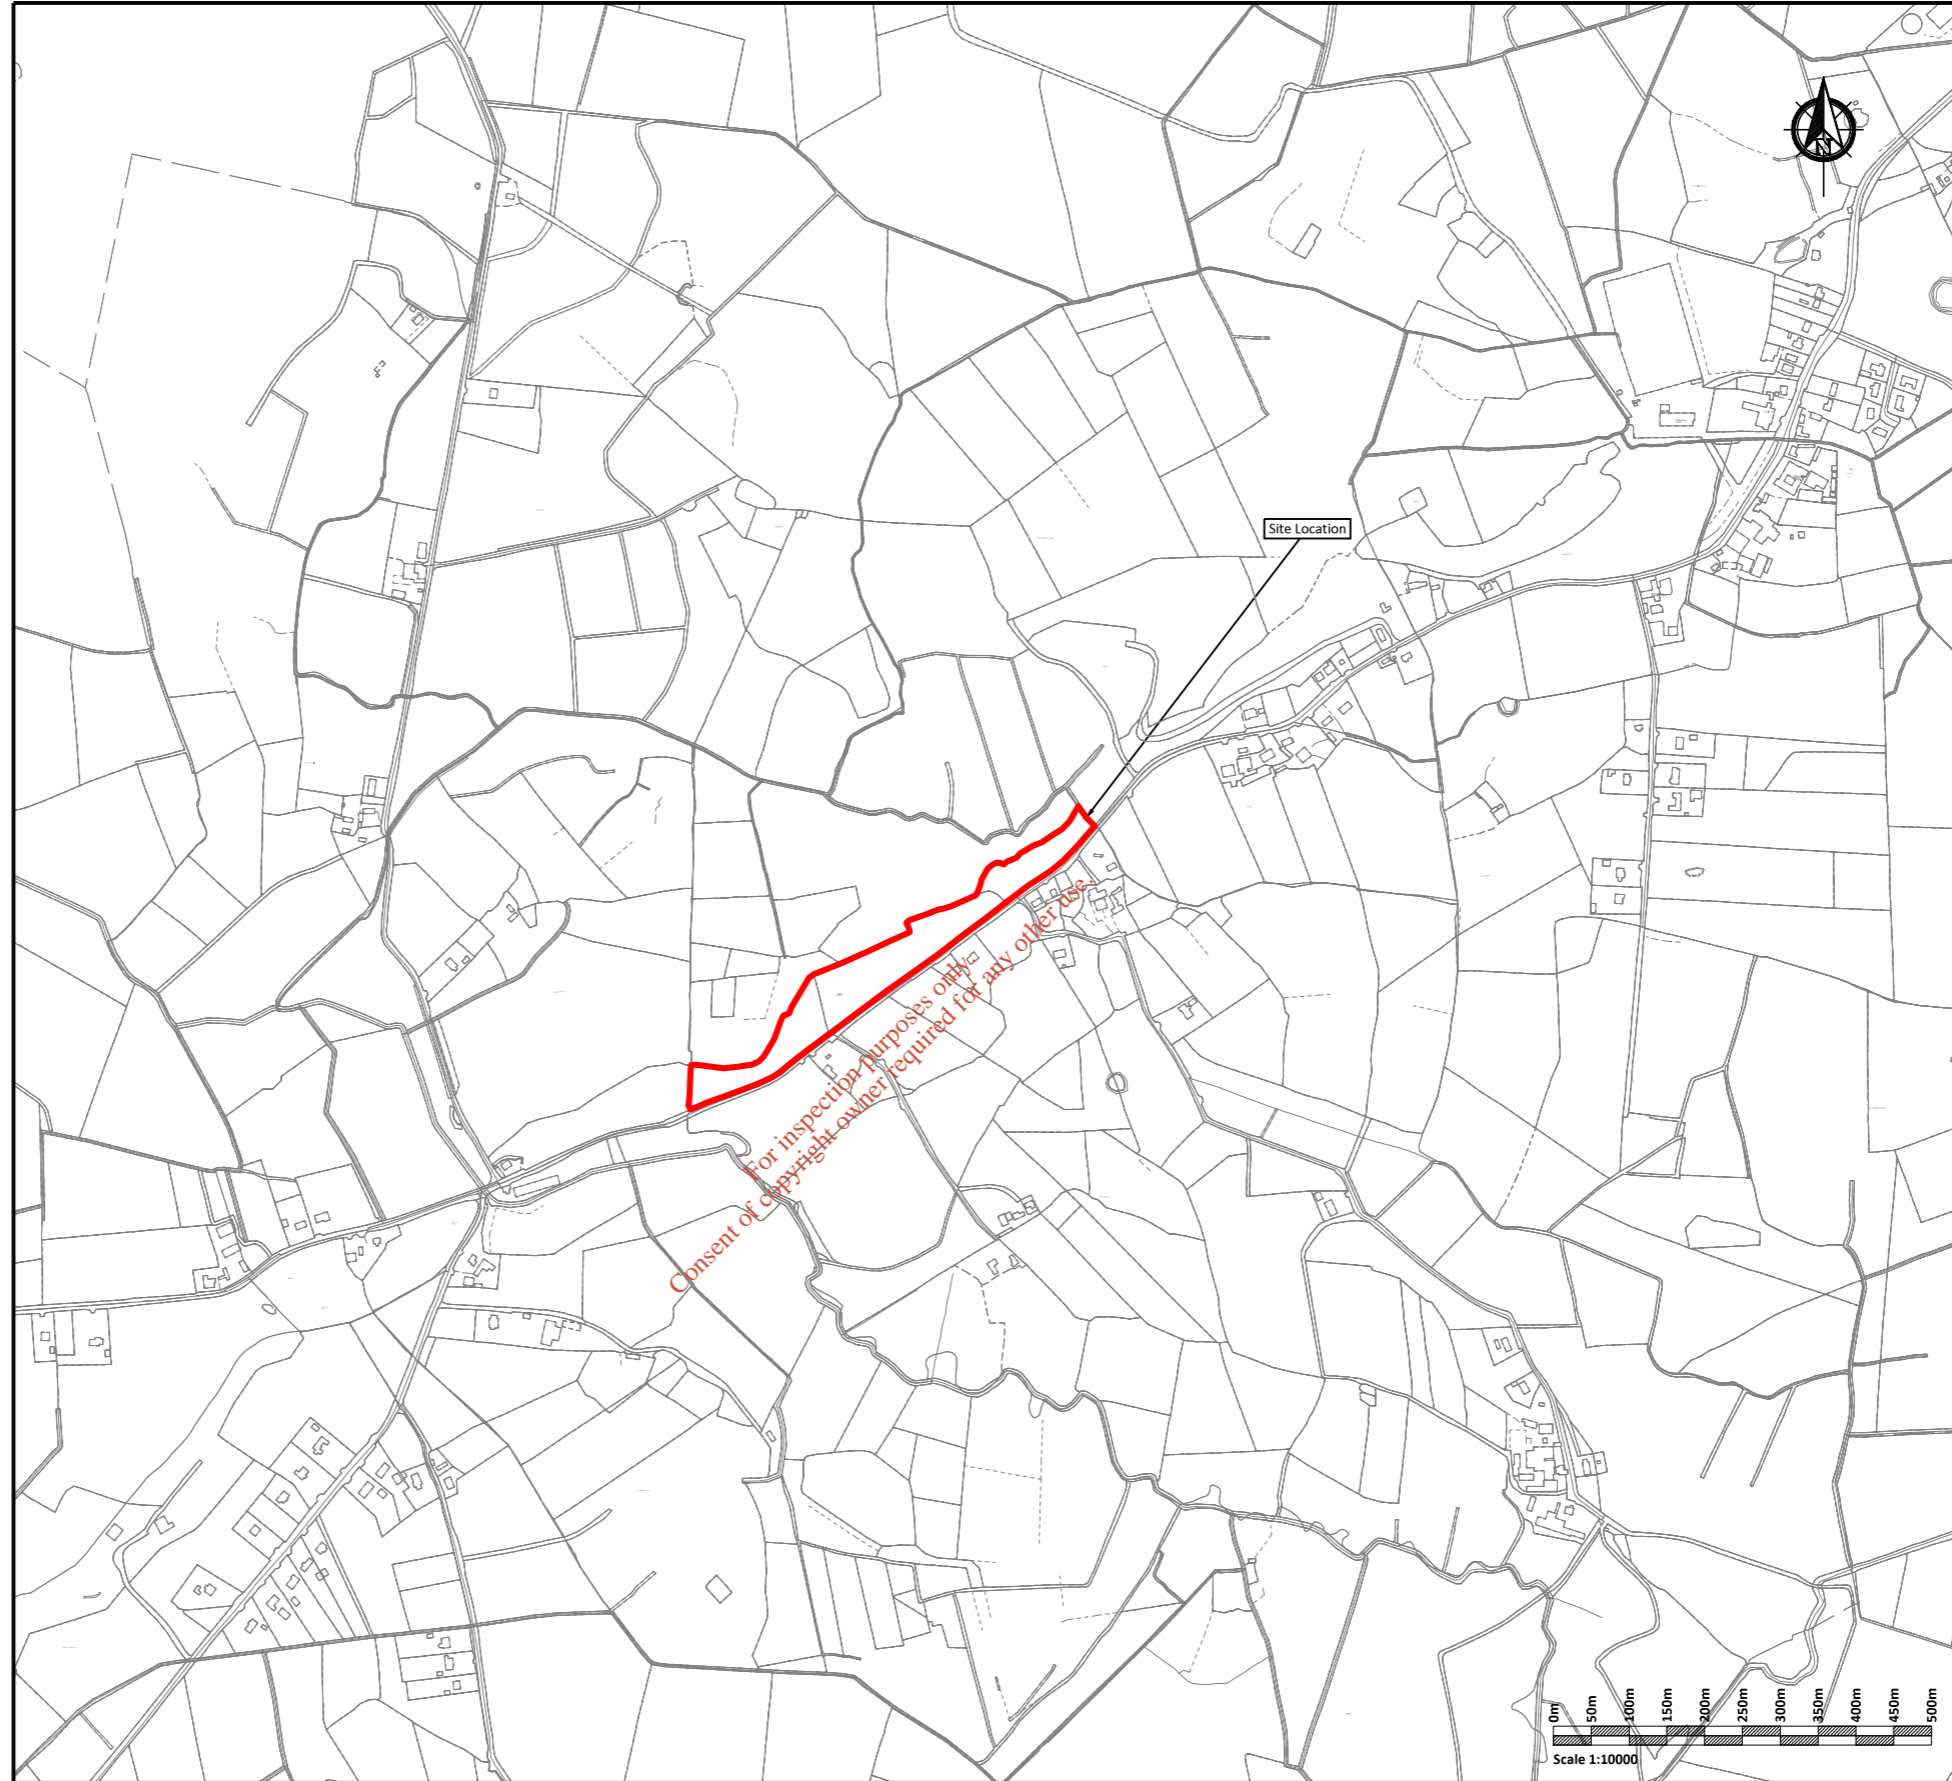 N
Site Location
For inspection purposes only.
Consent of copyright owner required for any other use.
0m
50m
100m
150m
200m
250m
300m
350m
400m
450m
500m
Scale 1:10000